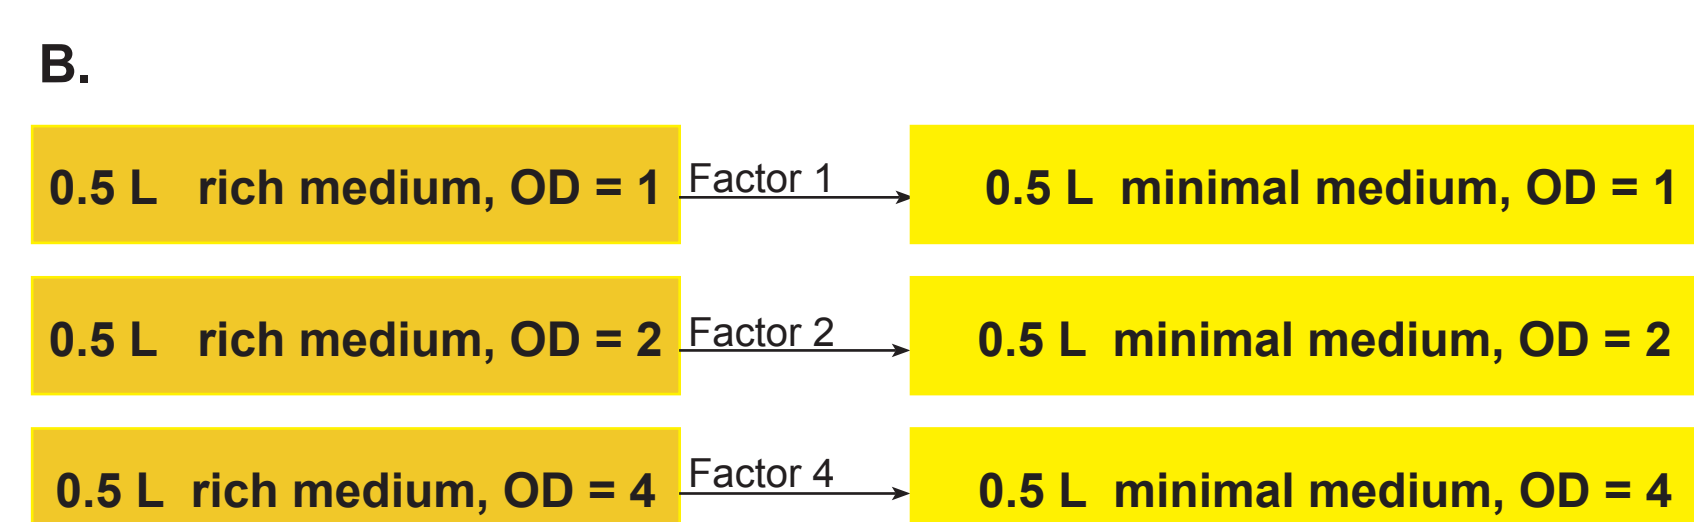 B.
0.5 L rich medium, OD = 1 Factor 1 0.5 L minimal medium, OD = 1
0.5 L rich medium, OD = 2 Factor 2 0.5 L minimal medium, OD = 2
0.5 L rich medium, OD = 4 Factor 4 0.5 L minimal medium, OD = 4